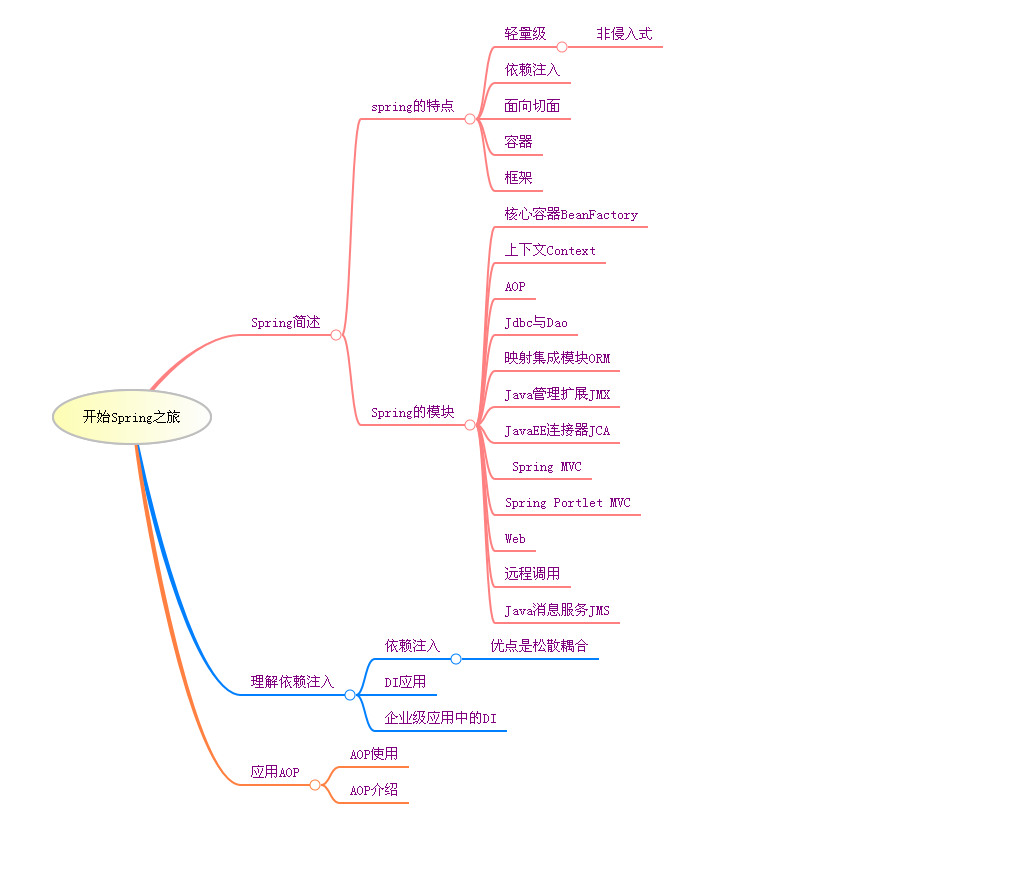 轻量级
非侵入式
依赖注入
spring的特点
面向切面
容器
框架
核心容器BeanFactory
上下文Context
AOP
Spring简述
Jdbc与Dao
映射集成模块ORM
Java管理扩展JMX
Spring的模块
开始Spring之旅
JavaEE连接器JCA
Spring MVC
Spring Portlet MVC
Web
远程调用
Java消息服务JMS
依赖注入
优点是松散耦合
理解依赖注入
DI应用
企业级应用中的DI
AOP使用
应用AOP
AOP介绍